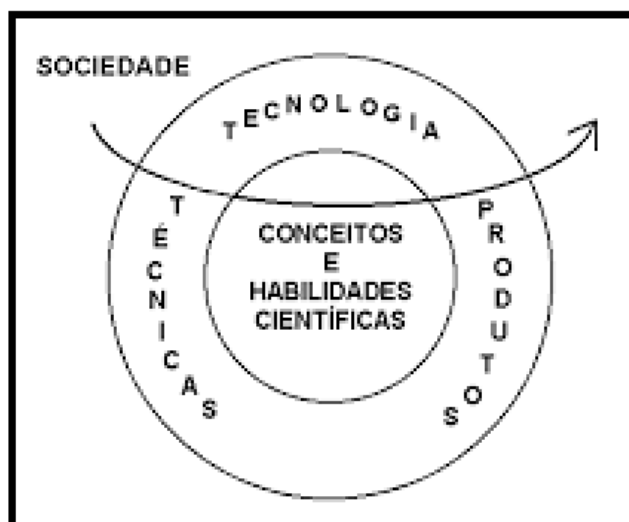 SOCIEDADE
TECNOLOGIA
TÉCNICAS
PRODUTOS
CONCEITOS
E
HABILIDADES
CIENTÍFICAS